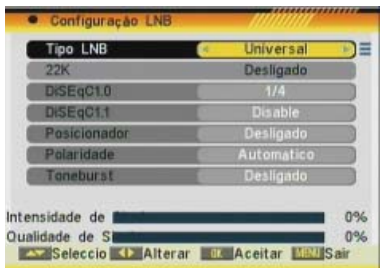 Configuração LNB
Tipo LNB Universal
22K Desligado
DiSEqC1.0 1/4
DiSEqC1.1 Disable
Posicionador Desligado
Polaridade Automatico
Toneburst Desligado
Intensidade de 0%
Qualidade de 0%
Seleccio Alterar OK Aceitar MENU Sair